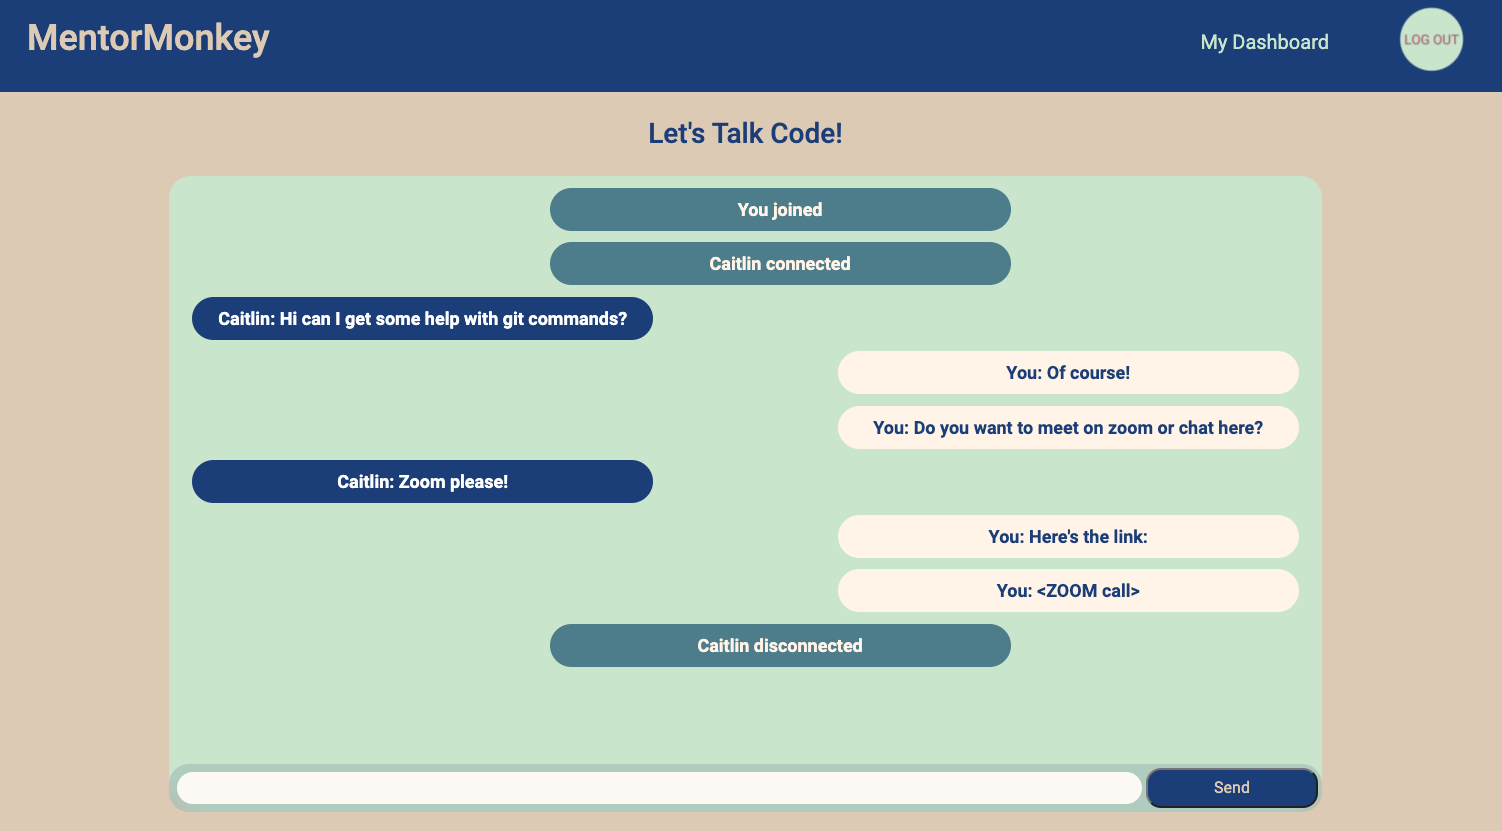 MentorMonkey
My Dashboard
LOG OUT
Let's Talk Code!
You joined
Caitlin connected
Caitlin: Hi can I get some help with git commands?
You: Of course!
You: Do you want to meet on zoom or chat here?
Caitlin: Zoom please!
You: Here's the link:
You: <ZOOM call>
Caitlin disconnected
Send